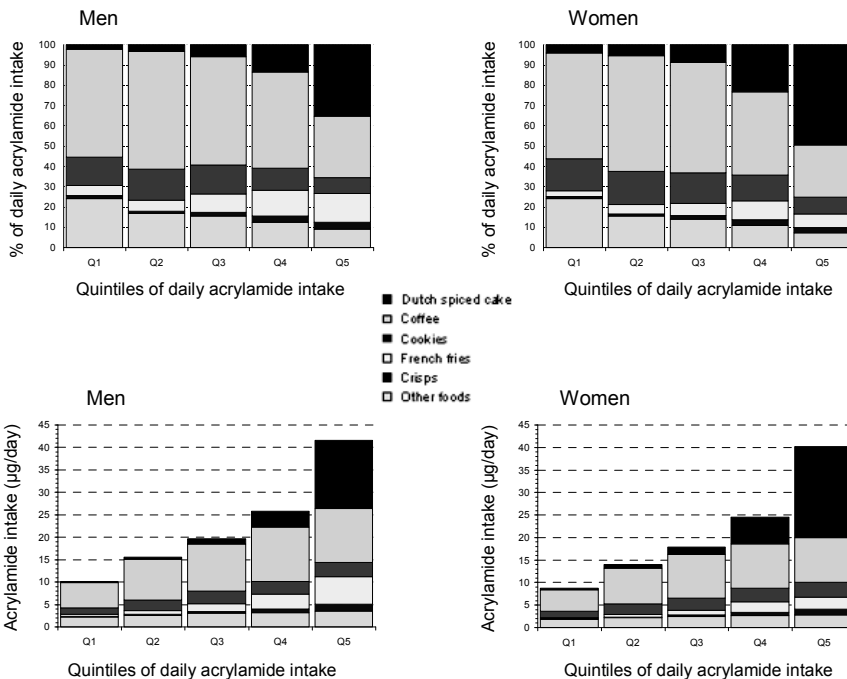 Men
% of daily acrylamide intake
100
90
80
70
60
50
40
30
20
10
0
Q1 Q2 Q3 Q4 Q5
Quintiles of daily acrylamide intake
Women
% of daily acrylamide intake
100
90
80
70
60
50
40
30
20
10
0
Q1 Q2 Q3 Q4 Q5
Quintiles of daily acrylamide intake
Dutch spiced cake
Coffee
Cookies
French fries
Crisps
Other foods
Men
Acrylamide intake (µg/day)
45
40
35
30
25
20
15
10
5
0
Q1 Q2 Q3 Q4 Q5
Quintiles of daily acrylamide intake
Women
Acrylamide intake (µg/day)
45
40
35
30
25
20
15
10
5
0
Q1 Q2 Q3 Q4 Q5
Quintiles of daily acrylamide intake